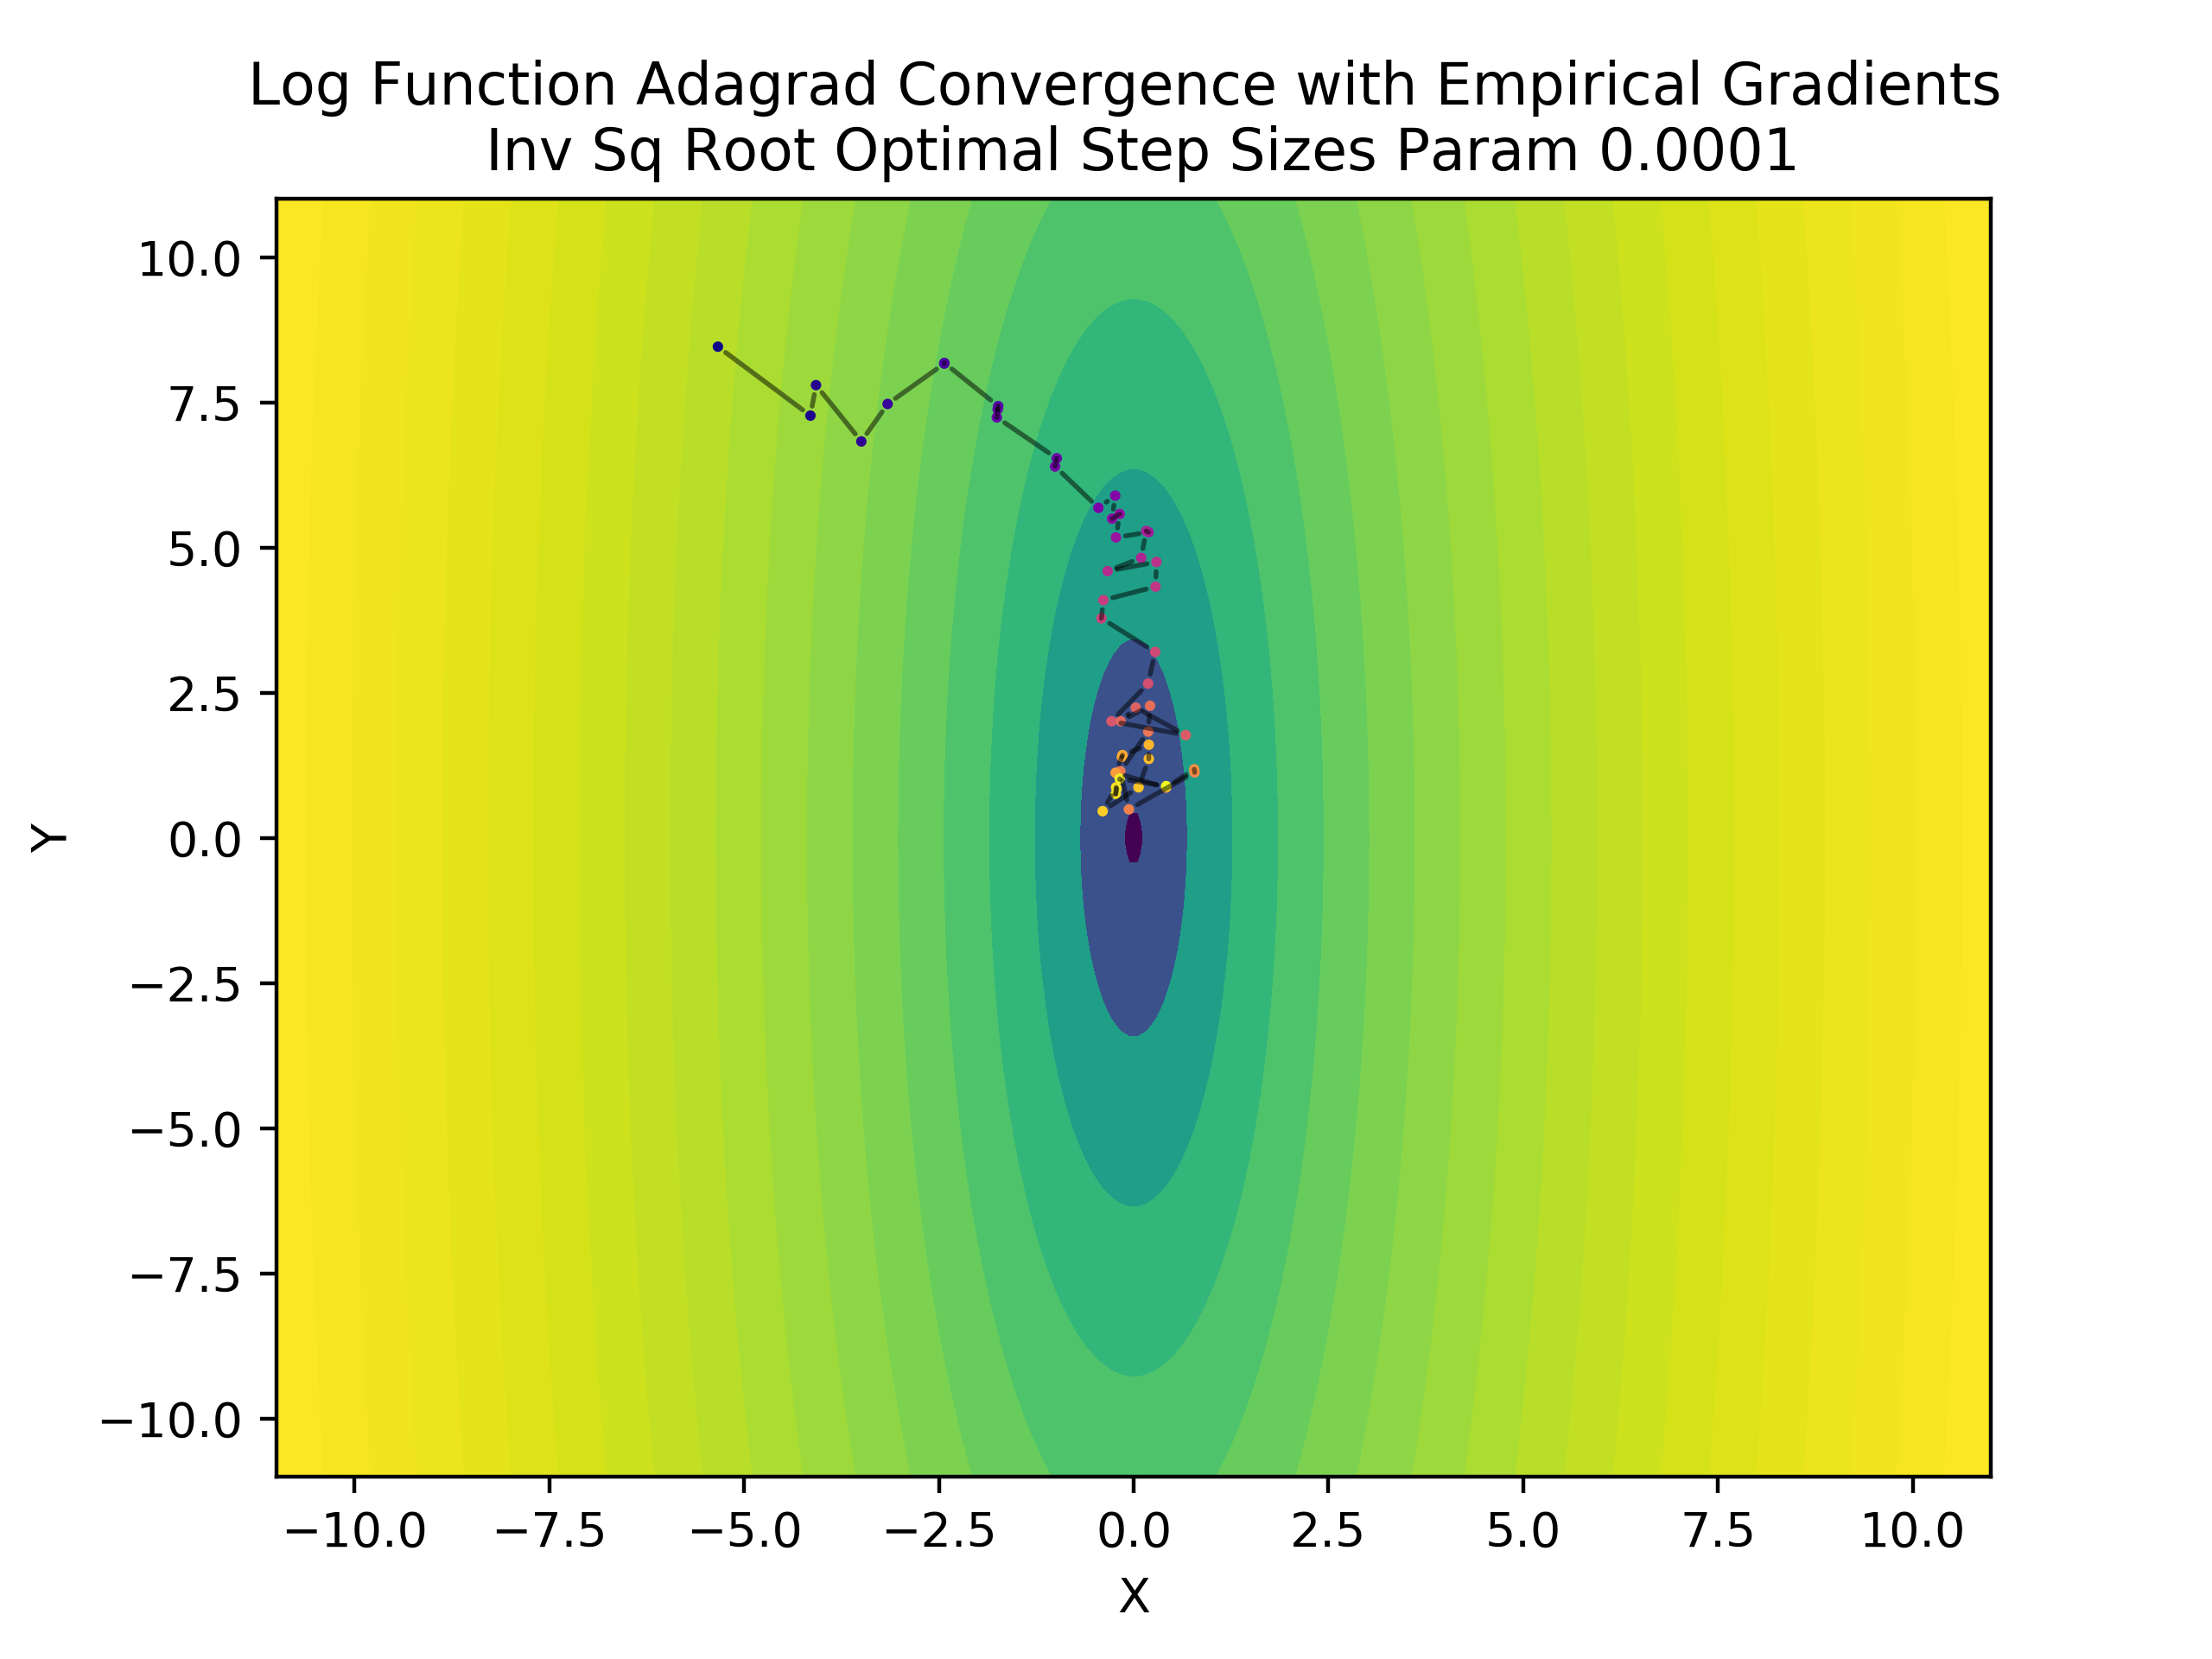 Log Function Adagrad Convergence with Empirical Gradients
Inv Sq Root Optimal Step Sizes Param 0.0001
10.0
7.5
5.0
2.5
0.0
−2.5
−5.0
−7.5
−10.0
Y
−10.0 −7.5 −5.0 −2.5 0.0 2.5 5.0 7.5 10.0
X